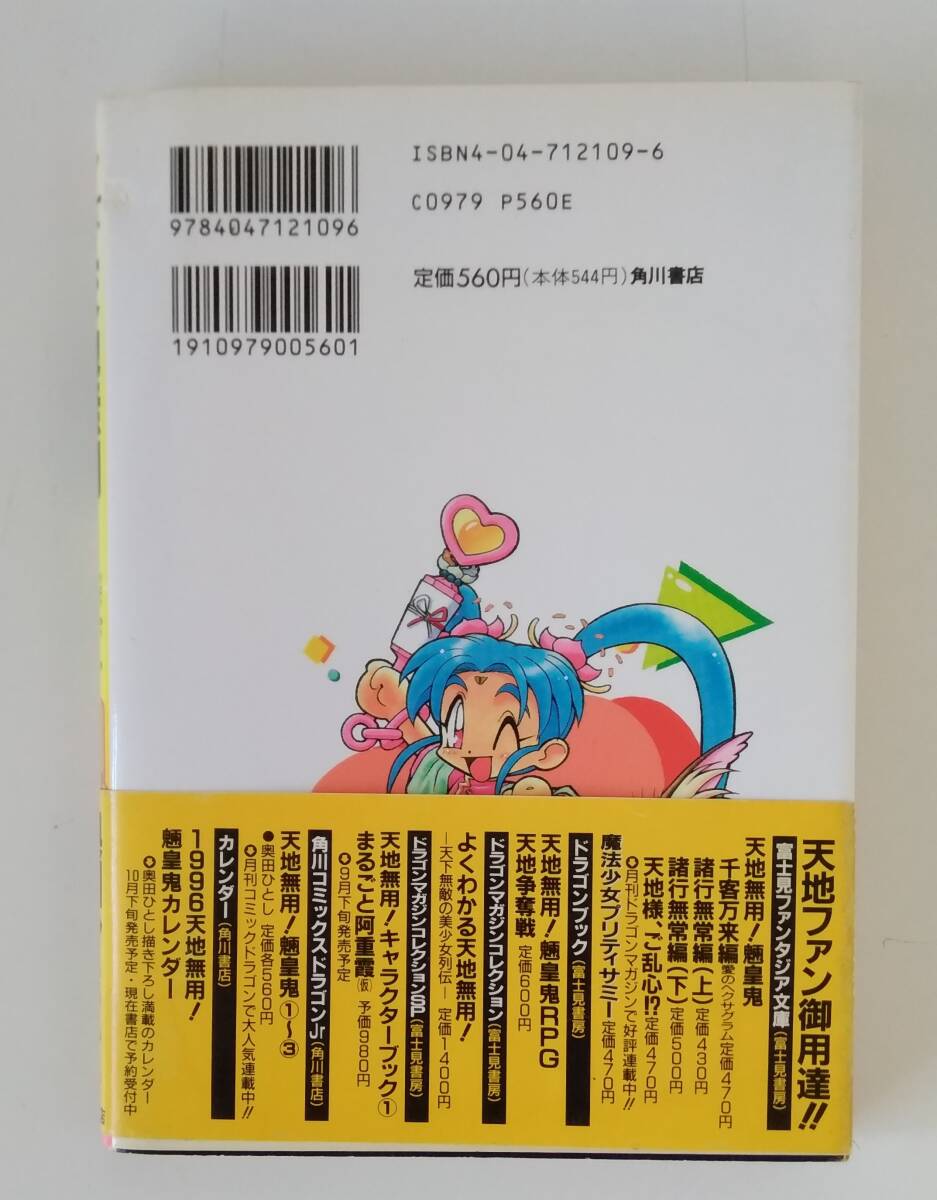 ISBN4-04-712109-6
C0979 P560E
9784047121096
定価560円(本体544円)角川書店
1910979005601
天地ファン御用達!!
富士見ファンタジア文庫(富士見書房)
天地無用!魎皇鬼
千客万来編 愛のヘクサグラム 定価470円
諸行無常編(上)定価430円
諸行無常編(下)定価500円
天地様、ご乱心!?定価470円
✪月刊ドラゴンマガジンで好評連載中!!
魔法少女プリティサミー 定価470円
ドラゴンブック(富士見書房)
天地無用!魎皇鬼RPG
天地争奪戦 定価600円
ドラゴンマガジンコレクション(富士見書房)
よくわかる天地無用!
―天下無敵の美少女列伝― 定価1400円
ドラゴンマガジンコレクションSP(富士見書房)
天地無用!キャラクターブック①
まるごと阿重霞(仮) 予価980円
✪9月下旬発売予定
角川コミックスドラゴンJr(角川書店)
天地無用!魎皇鬼①〜③
●奥田ひとし 定価各560円
✪月刊コミックドラゴンで大人気連載中!!
カレンダー(角川書店)
1996天地無用!
魎皇鬼カレンダー
✪奥田ひとし描き下ろし満載のカレンダー
10月下旬発売予定・現在書店で予約受付中